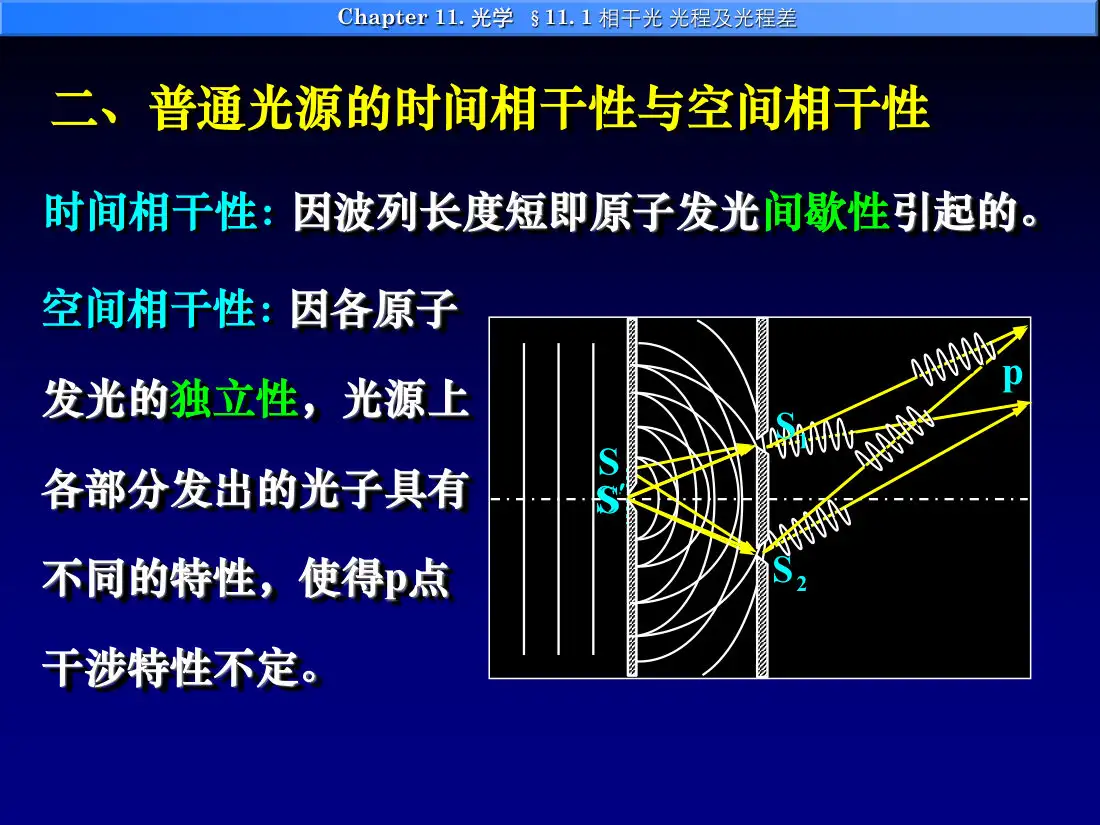 Chapter 11. 光学 §11. 1 相干光 光程及光程差
二、普通光源的时间相干性与空间相干性
时间相干性：因波列长度短即原子发光间歇性引起的。
空间相干性：因各原子
发光的独立性，光源上
各部分发出的光子具有
不同的特性，使得p点
干涉特性不定。
p
S1
S
S′
S2